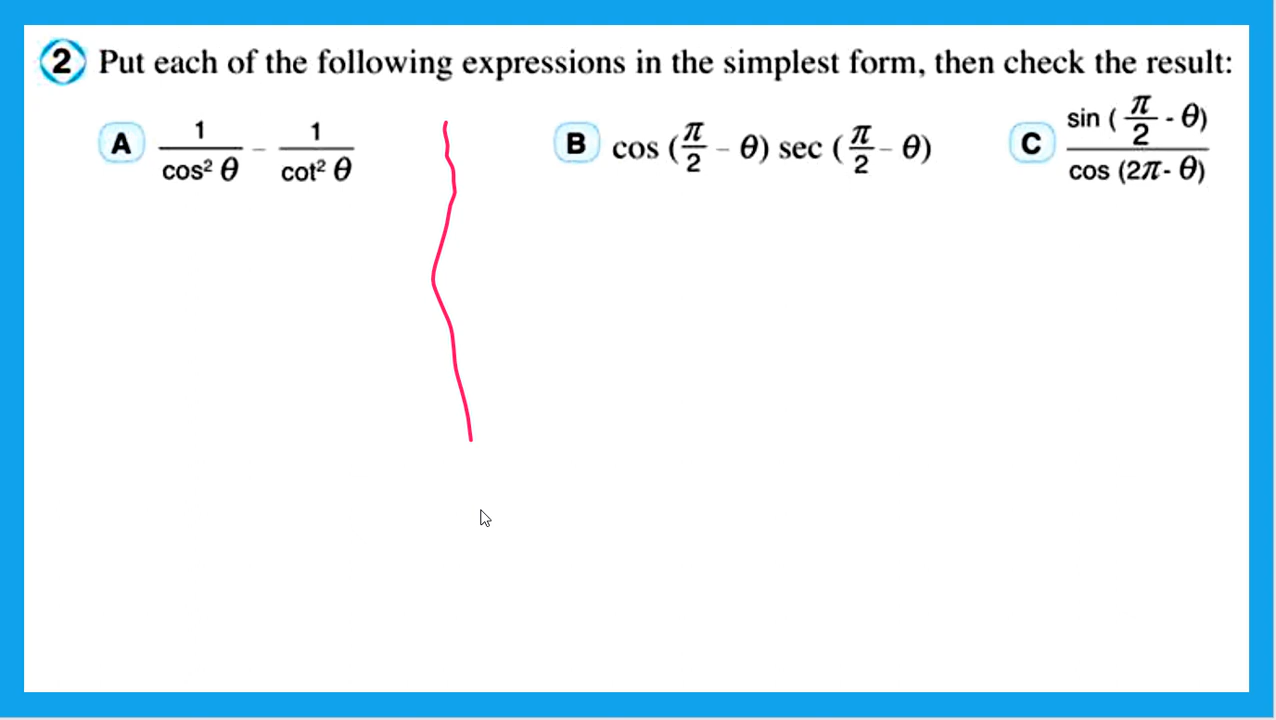 2 Put each of the following expressions in the simplest form, then check the result:
A 1/cos² θ - 1/cot² θ
B cos (π/2 - θ) sec (π/2 - θ)
C sin (π/2 - θ)/cos (2π - θ)